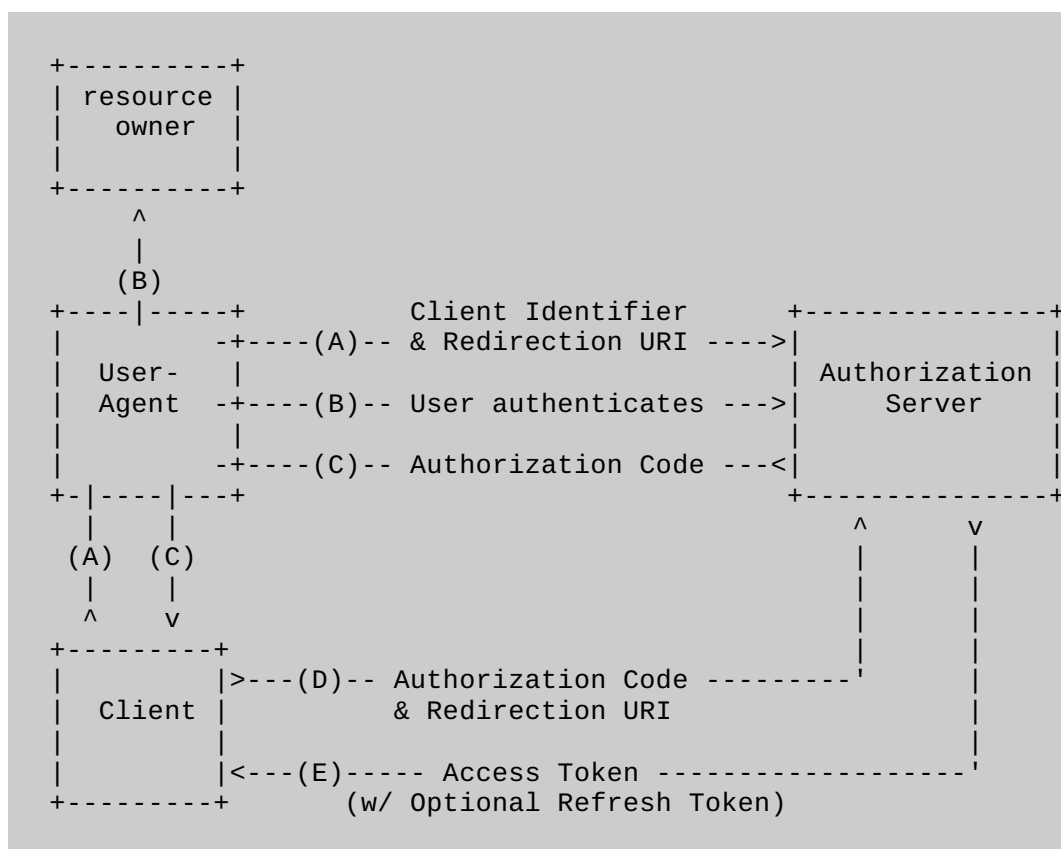 +----------+
| resource |
|   owner  |
|          |
+----------+
     ^
     |
    (B)
+----|-----+          Client Identifier      +---------------+
|         -+----(A)-- & Redirection URI ---->|               |
|  User-   |                                 | Authorization |
|  Agent  -+----(B)-- User authenticates --->|     Server    |
|          |                                 |               |
|         -+----(C)-- Authorization Code ---<|               |
+-|----|---+                                 +---------------+
  |    |                                         ^      v
 (A)  (C)                                        |      |
  |    |                                         |      |
  ^    v                                         |      |
+---------+                                      |      |
|         |>---(D)-- Authorization Code ---------'      |
|  Client |          & Redirection URI                  |
|         |                                             |
|         |<---(E)----- Access Token -------------------'
+---------+       (w/ Optional Refresh Token)